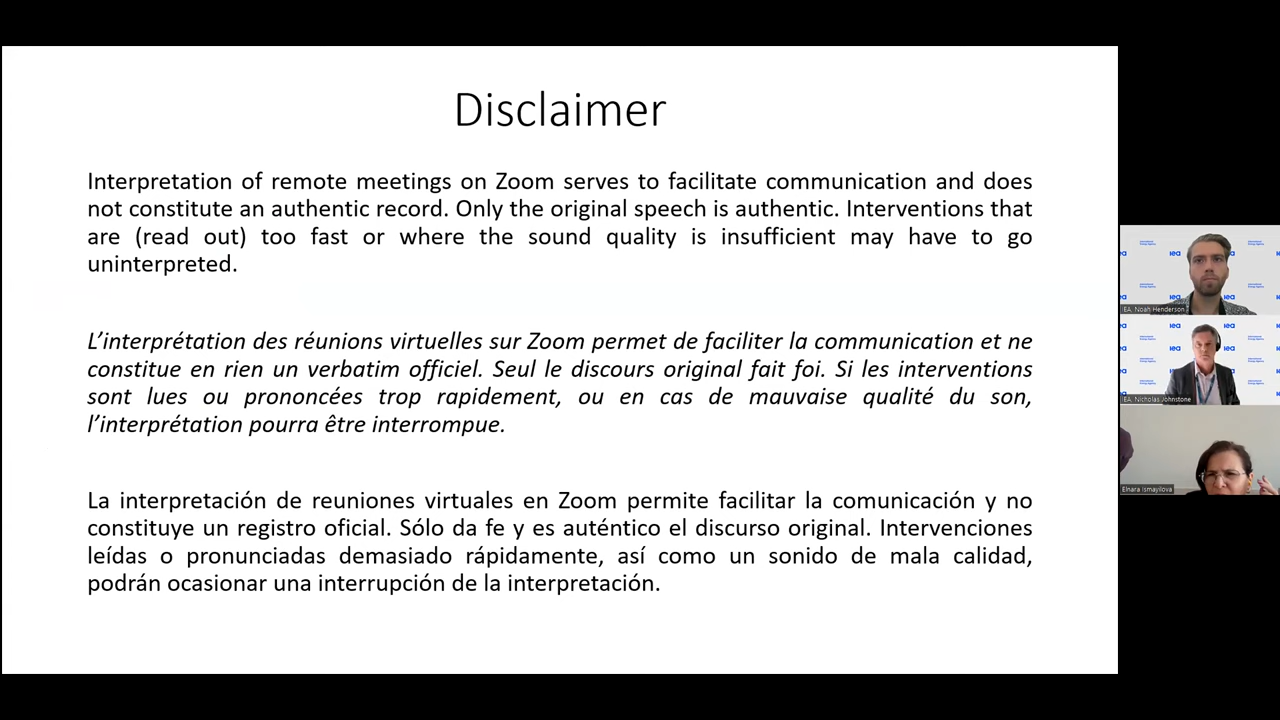 Disclaimer
Interpretation of remote meetings on Zoom serves to facilitate communication and does
not constitute an authentic record. Only the original speech is authentic. Interventions that
are (read out) too fast or where the sound quality is insufficient may have to go
uninterpreted.
L’interprétation des réunions virtuelles sur Zoom permet de faciliter la communication et ne
constitue en rien un verbatim officiel. Seul le discours original fait foi. Si les interventions
sont lues ou prononcées trop rapidement, ou en cas de mauvaise qualité du son,
l’interprétation pourra être interrompue.
La interpretación de reuniones virtuales en Zoom permite facilitar la comunicación y no
constituye un registro oficial. Sólo da fe y es auténtico el discurso original. Intervenciones
leídas o pronunciadas demasiado rápidamente, así como un sonido de mala calidad,
podrán ocasionar una interrupción de la interpretación.
IEA. Noah Henderson
IEA. Nicholas Johnstone
Elnara Ismayilova